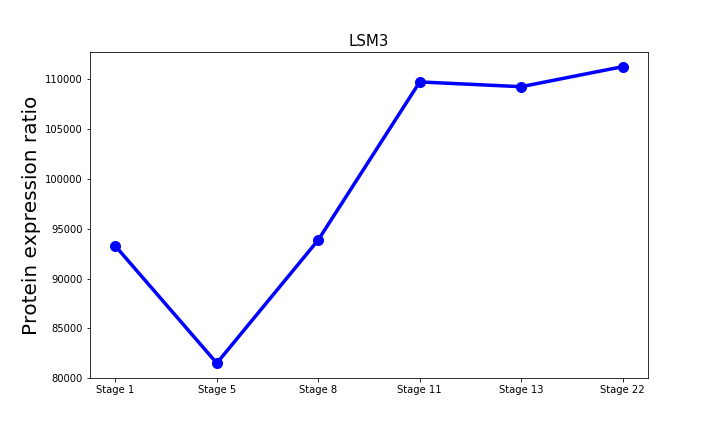 LSM3
Protein expression ratio
110000
105000
100000
95000
90000
85000
80000
Stage 1 Stage 5 Stage 8 Stage 11 Stage 13 Stage 22